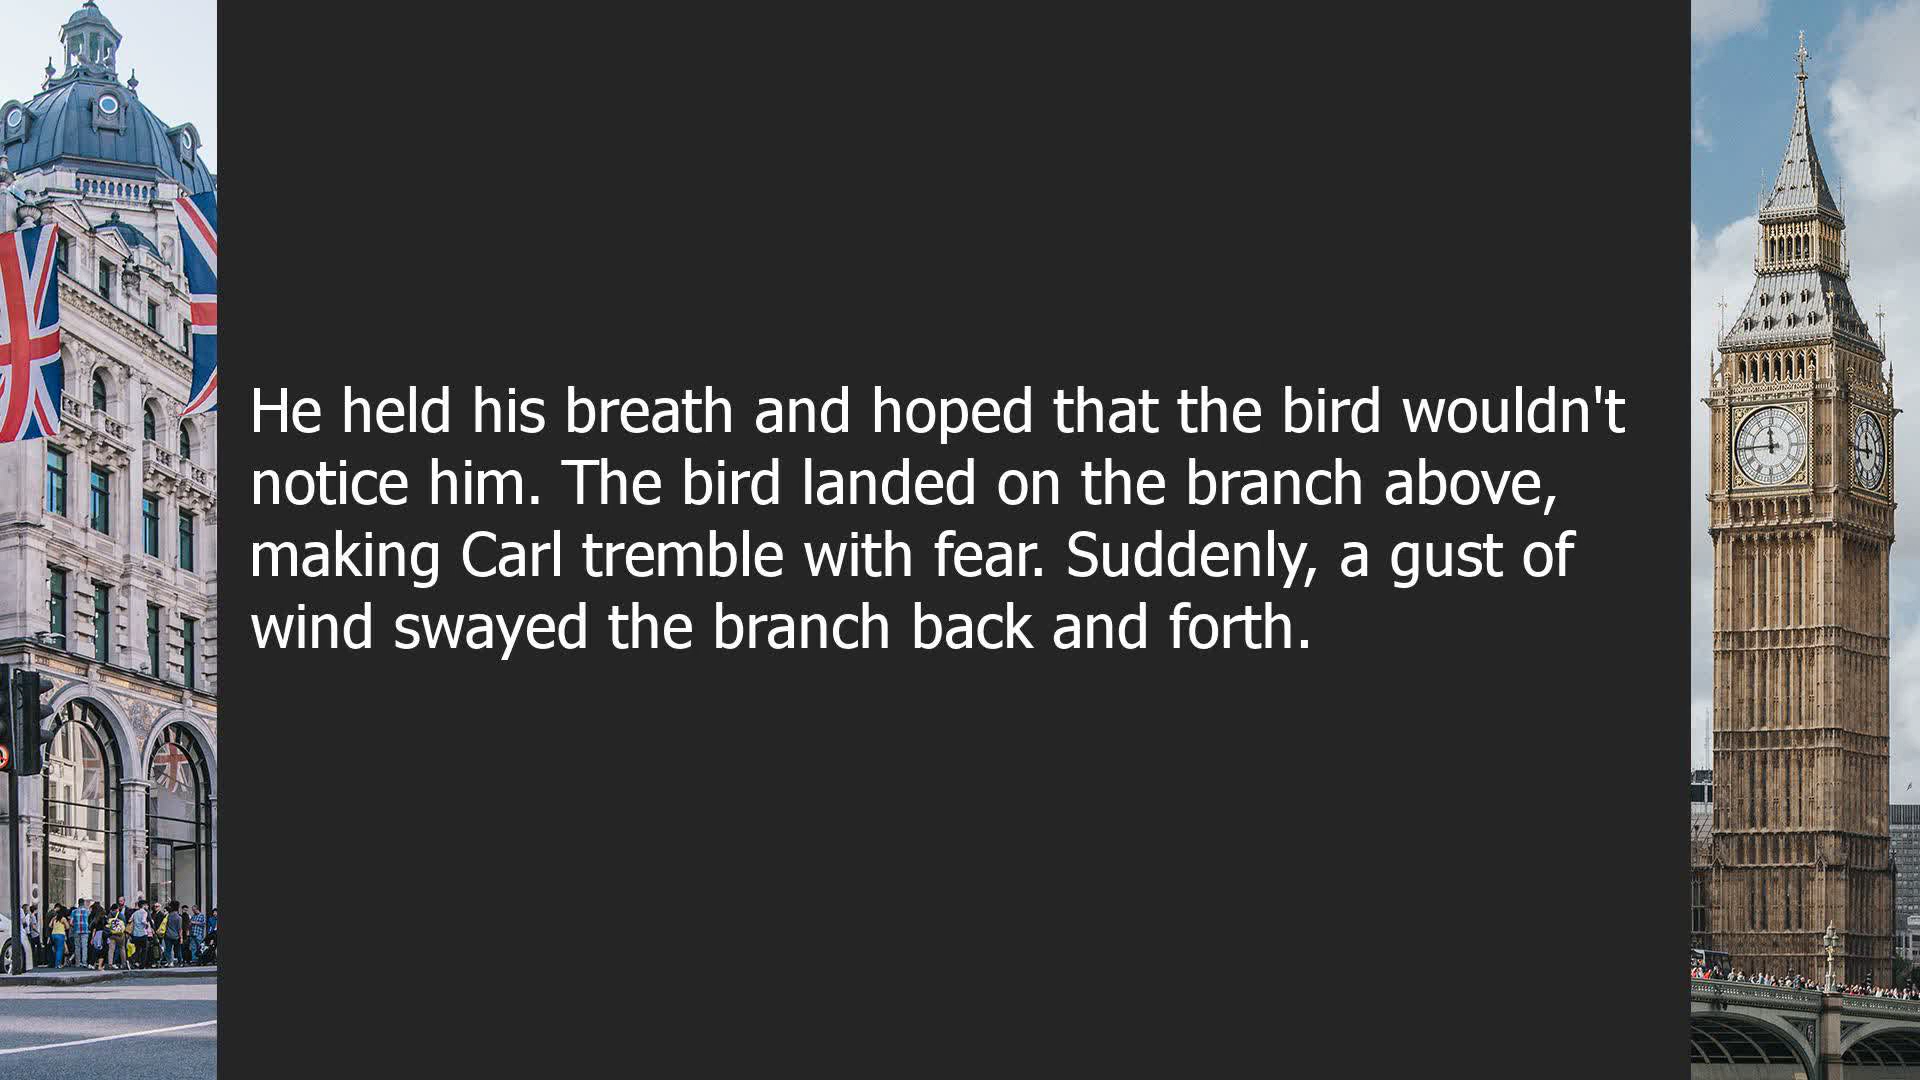 He held his breath and hoped that the bird wouldn't
notice him. The bird landed on the branch above,
making Carl tremble with fear. Suddenly, a gust of
wind swayed the branch back and forth.